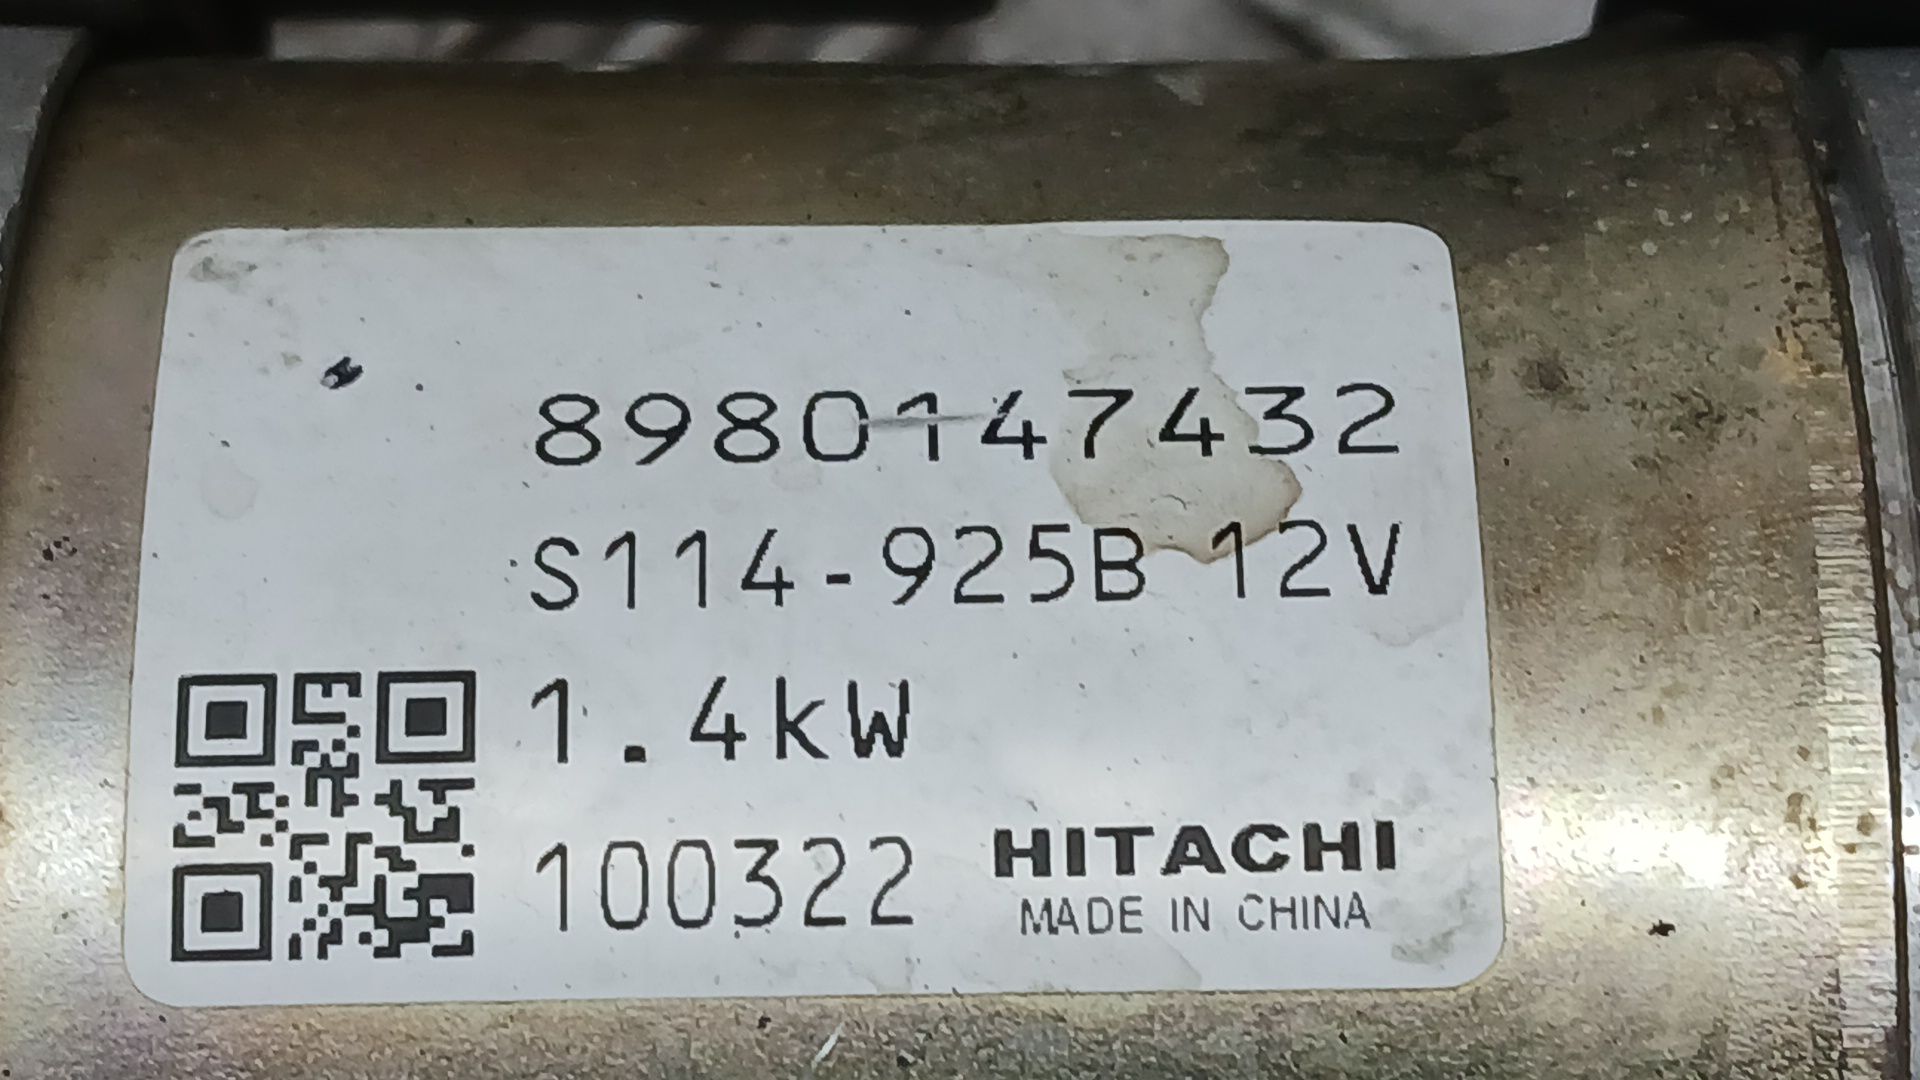 8980147432
S114-925B 12V
1.4kW
100322
HITACHI
MADE IN CHINA